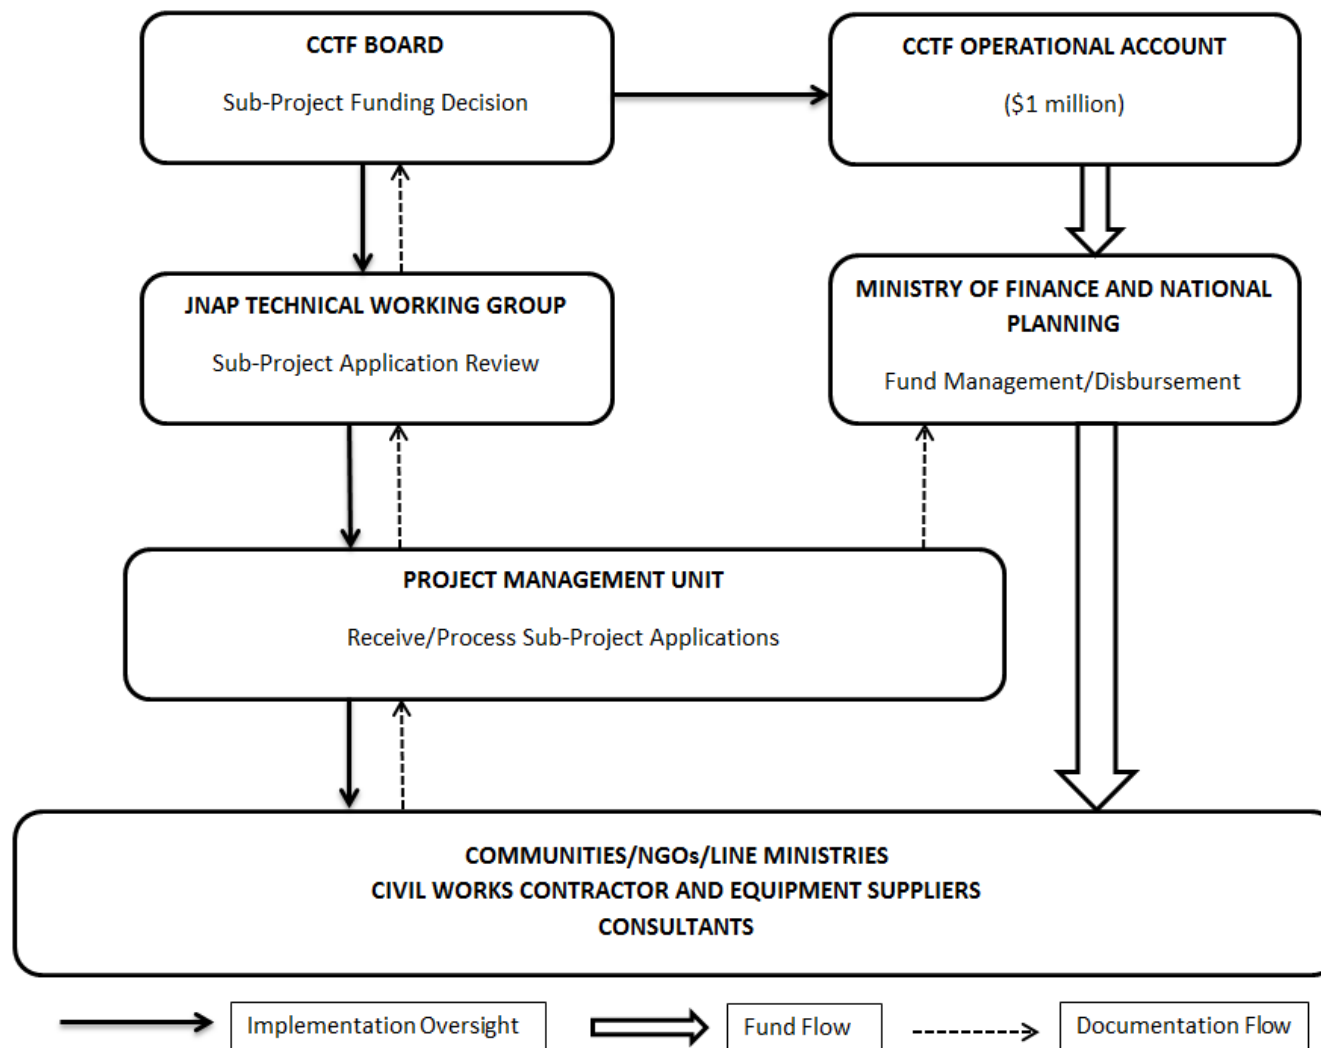 CCTF BOARD
Sub-Project Funding Decision
CCTF OPERATIONAL ACCOUNT
($1 million)
JNAP TECHNICAL WORKING GROUP
Sub-Project Application Review
MINISTRY OF FINANCE AND NATIONAL
PLANNING
Fund Management/Disbursement
PROJECT MANAGEMENT UNIT
Receive/Process Sub-Project Applications
COMMUNITIES/NGOs/LINE MINISTRIES
CIVIL WORKS CONTRACTOR AND EQUIPMENT SUPPLIERS
CONSULTANTS
Implementation Oversight
Fund Flow
Documentation Flow